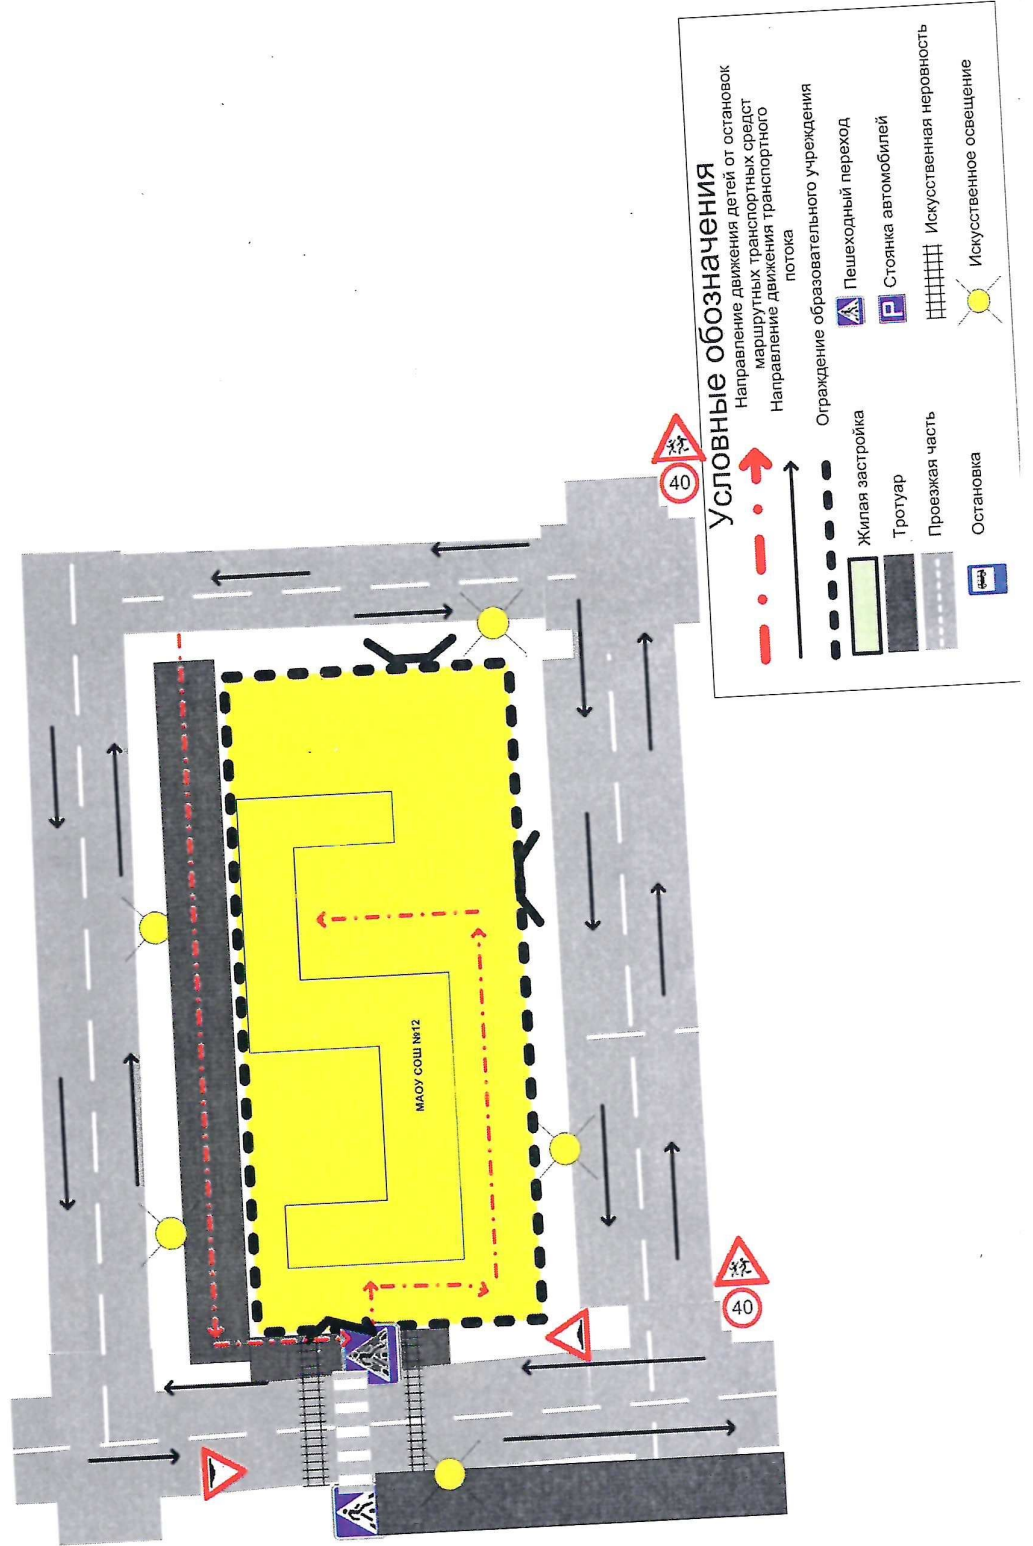 Условные обозначения
Направление движения детей от остановок
маршрутных транспортных средст
Направление движения транспортного
потока
Ограждение образовательного учреждения
Жилая застройка
Пешеходный переход
Тротуар
Стоянка автомобилей
P
Проезжая часть
Искусственная неровность
Остановка
Искусственное освещение
40
МАОУ СОШ №12
40